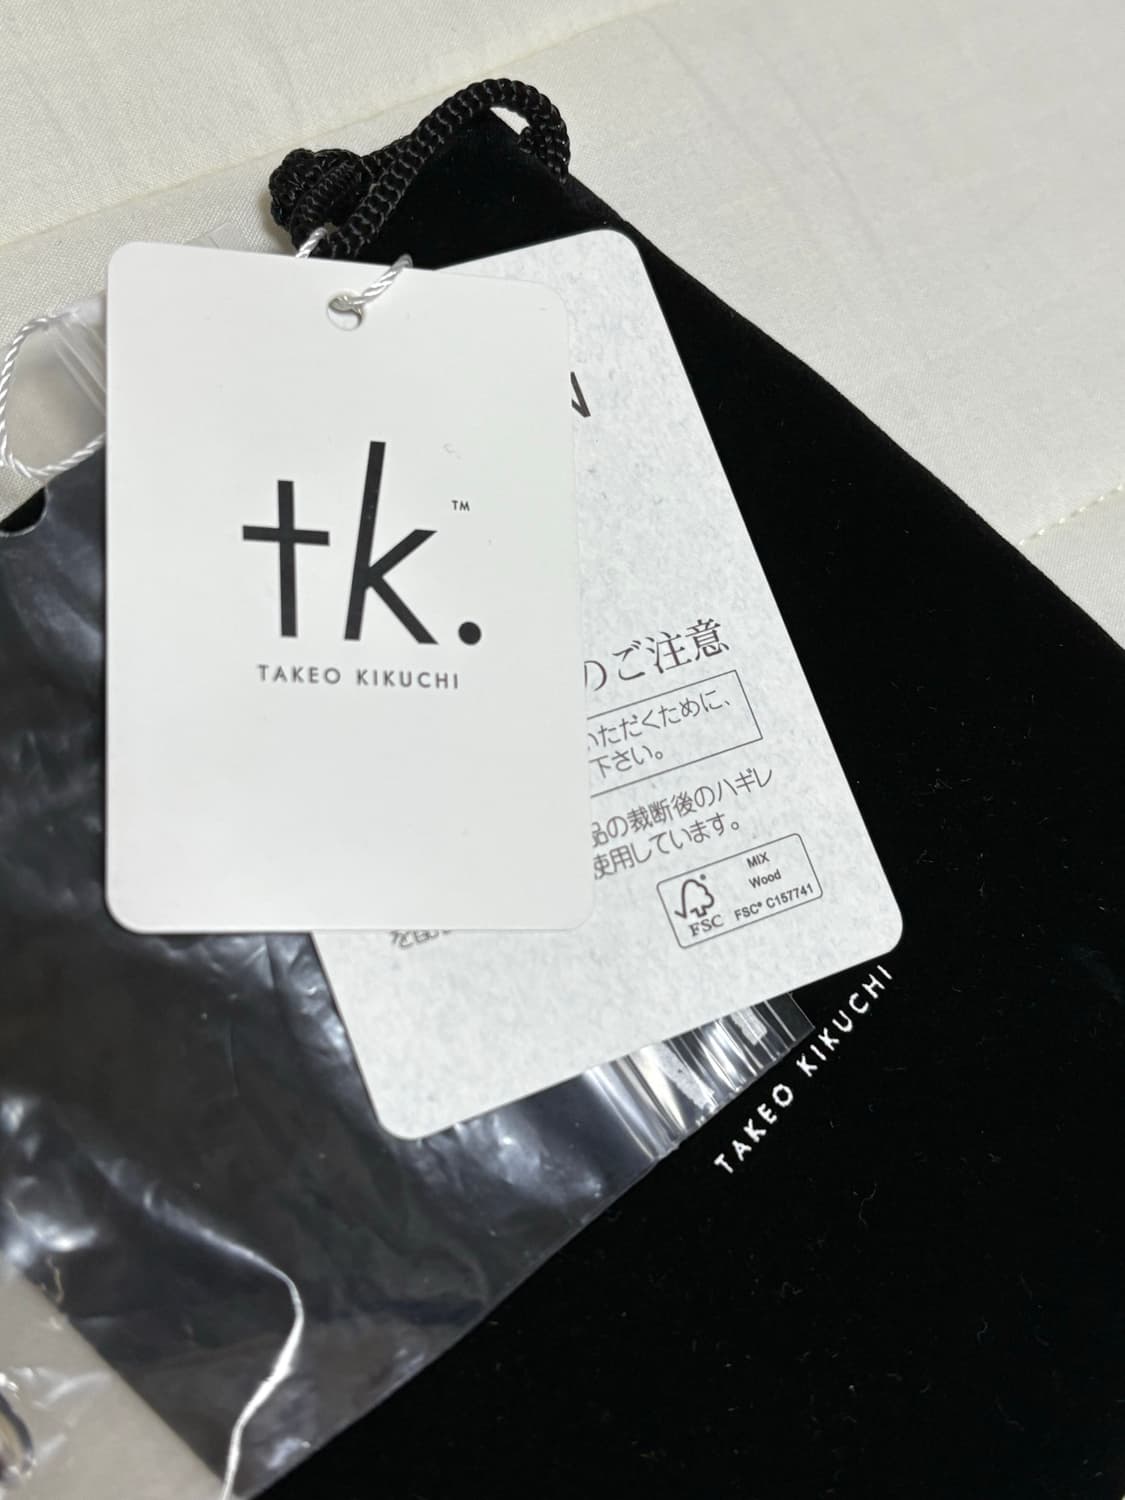 tk.
TM
TAKEO KIKUCHI
N
のご注意
いただくために、
下さい。
品の裁断後のハギレ
使用しています。
FSC
MIX
Wood
FSC® C157741
TAKEO KIKUCHI